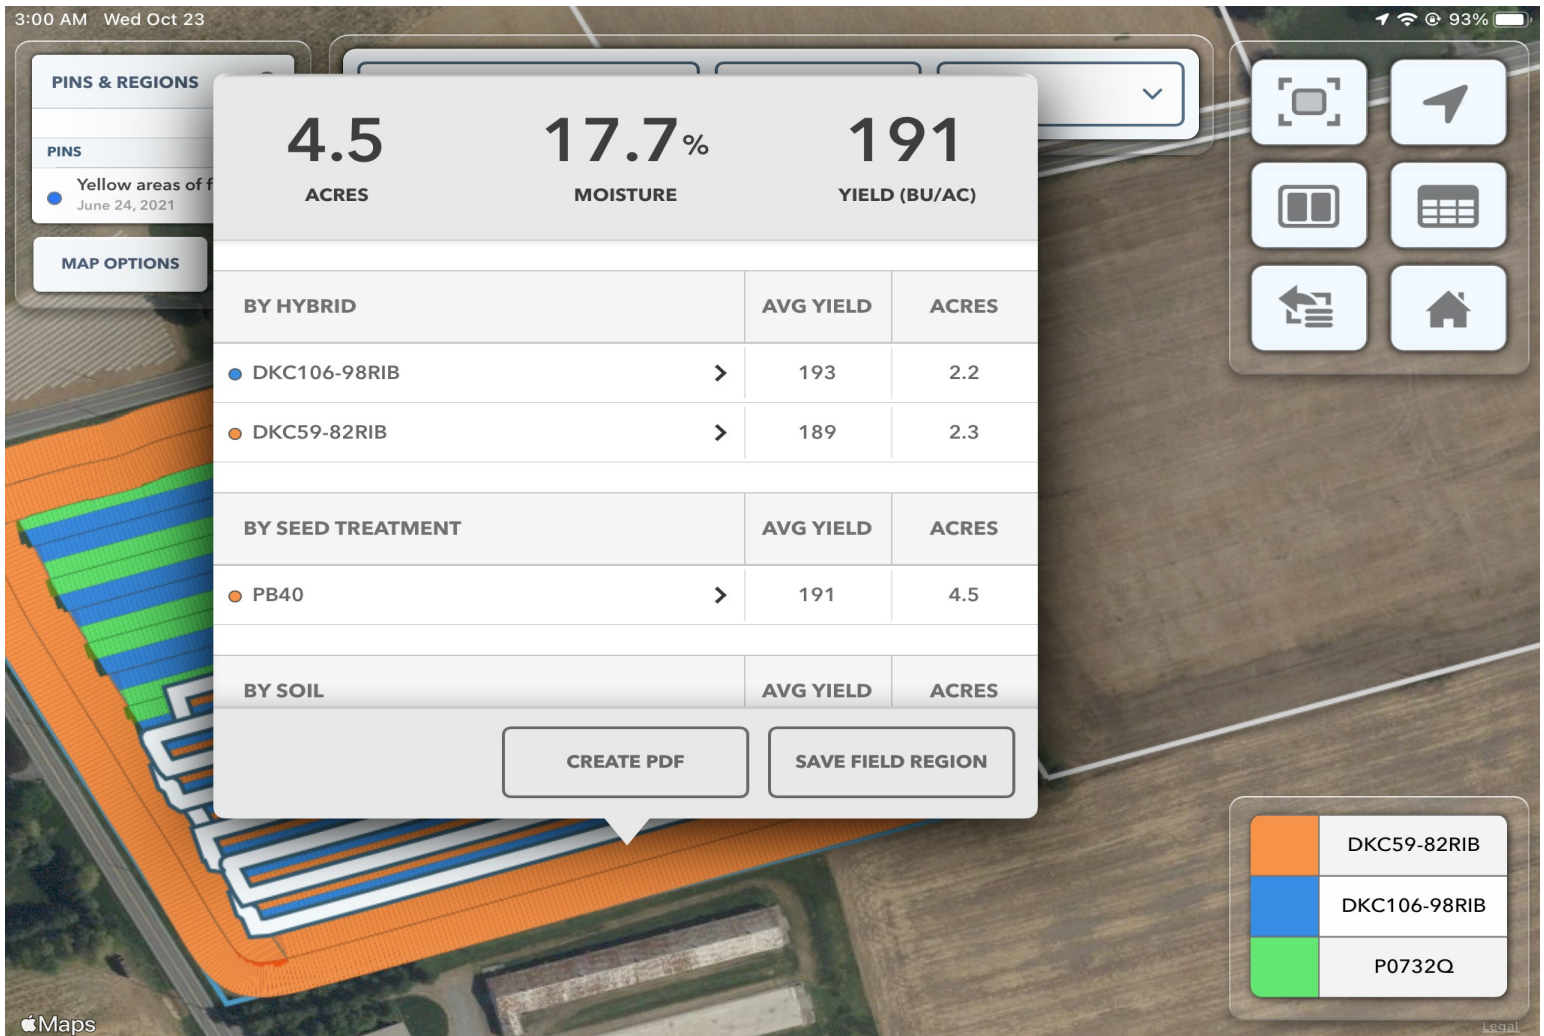 3:00 AM Wed Oct 23
93%
PINS & REGIONS
PINS
Yellow areas of f
June 24, 2021
MAP OPTIONS
4.5 17.7% 191
ACRES MOISTURE YIELD (BU/AC)
BY HYBRID AVG YIELD ACRES
DKC106-98RIB 193 2.2
DKC59-82RIB 189 2.3
BY SEED TREATMENT AVG YIELD ACRES
PB40 191 4.5
BY SOIL AVG YIELD ACRES
CREATE PDF SAVE FIELD REGION
DKC59-82RIB
DKC106-98RIB
P0732Q
Maps
Legal